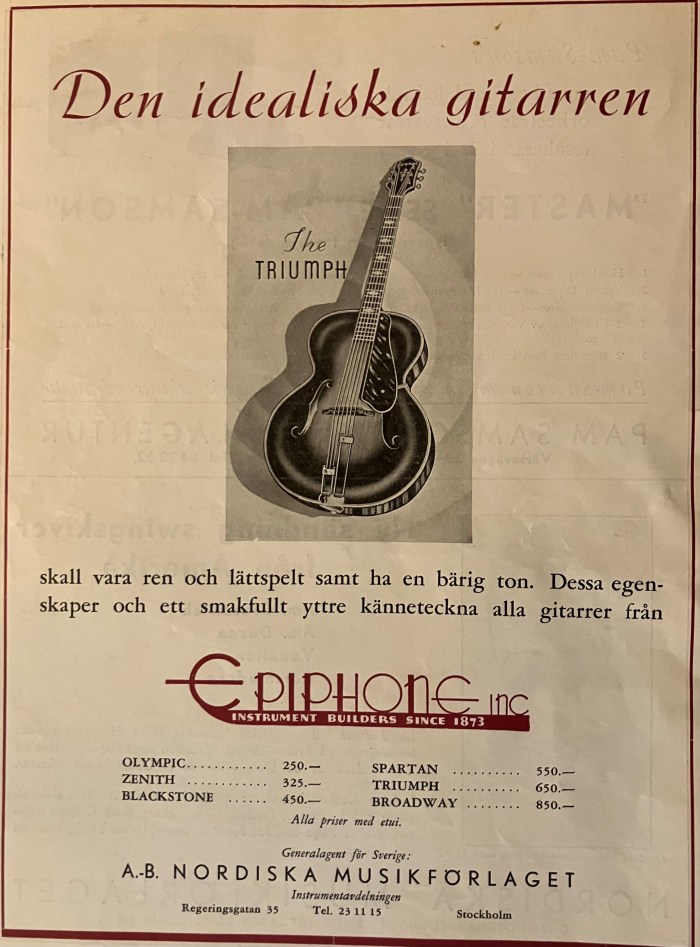 Den idealiska gitarren
The
TRIUMPH
skall vara ren och lättspelt samt ha en bärig ton. Dessa egen-
skaper och ett smakfullt yttre känneteckna alla gitarrer från
EPIPHONE INC
INSTRUMENT BUILDERS SINCE 1873
OLYMPIC............ 250.—
ZENITH ............ 325.—
BLACKSTONE ...... 450.—
SPARTAN .......... 550.—
TRIUMPH .......... 650.—
BROADWAY ........ 850.—
Alla priser med etui.
Generalagent för Sverige:
A.-B. NORDISKA MUSIKFÖRLAGET
Instrumentavdelningen
Regeringsgatan 35 Tel. 23 11 15 Stockholm